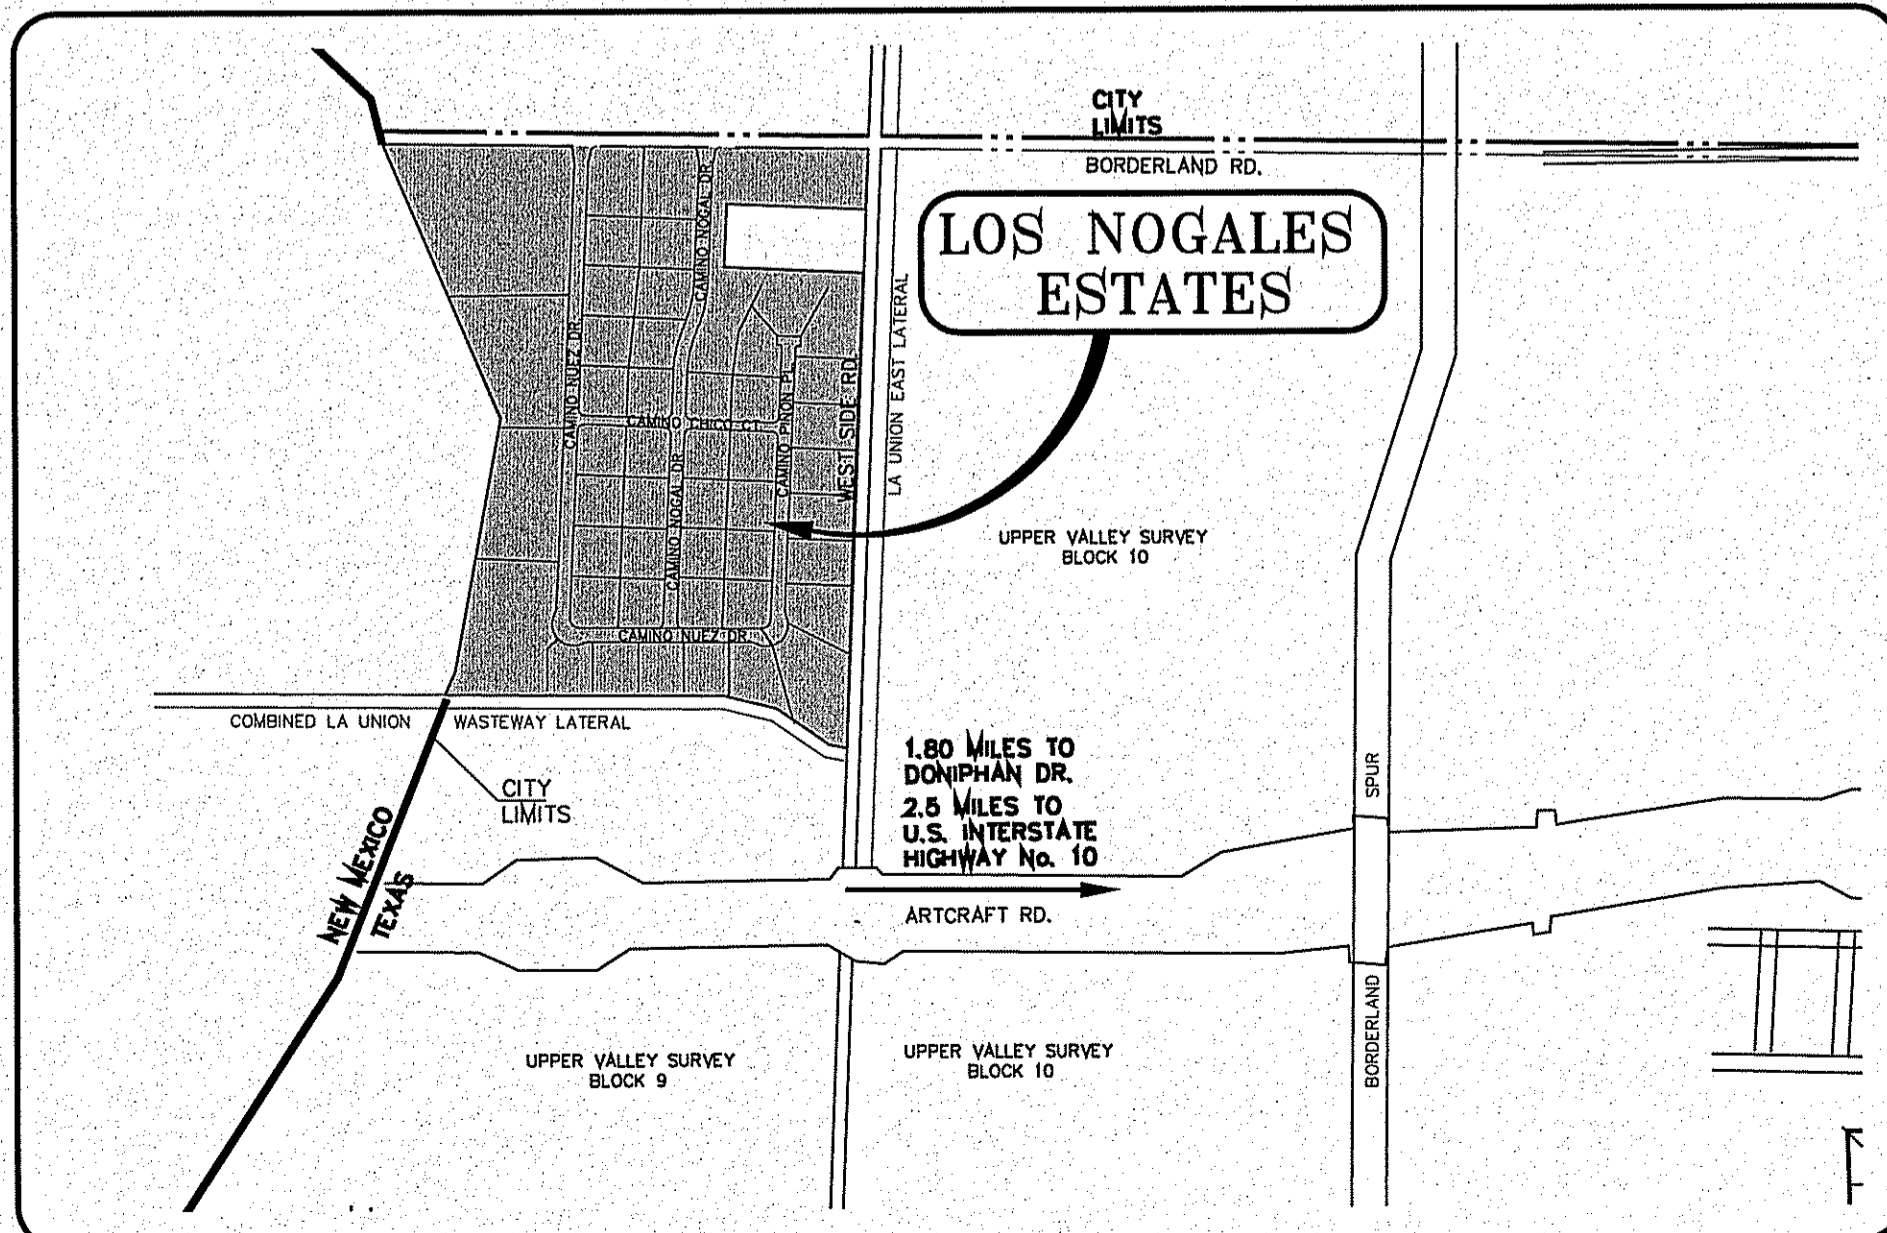 CITY
LIMITS
BORDERLAND RD.
LOS NOGALES
ESTATES
CAMINO NOGAL DR.
CAMINO NUEZ DR.
CAMINO CHICO CT.
CAMINO PINON PL.
WEST SIDE RD.
LA UNION EAST LATERAL
CAMINO NOGAL DR.
UPPER VALLEY SURVEY
BLOCK 10
CAMINO NUEZ DR.
COMBINED LA UNION WASTEWAY LATERAL
CITY
LIMITS
1.80 MILES TO
DONIPHAN DR.
2.5 MILES TO
U.S. INTERSTATE
HIGHWAY No. 10
SPUR
NEW MEXICO
TEXAS
ARTCRAFT RD.
BORDERLAND
UPPER VALLEY SURVEY
BLOCK 9
UPPER VALLEY SURVEY
BLOCK 10